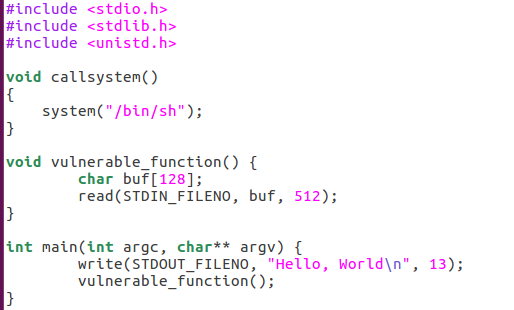 #include <stdio.h>
#include <stdlib.h>
#include <unistd.h>
void callsystem()
{
    system("/bin/sh");
}
void vulnerable_function() {
        char buf[128];
        read(STDIN_FILENO, buf, 512);
}
int main(int argc, char** argv) {
        write(STDOUT_FILENO, "Hello, World\n", 13);
        vulnerable_function();
}